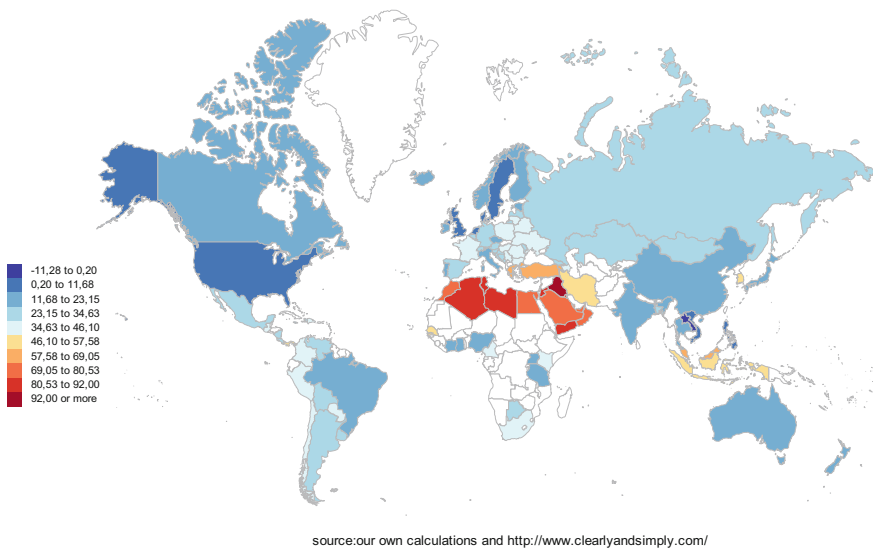 -11,28 to 0,20
0,20 to 11,68
11,68 to 23,15
23,15 to 34,63
34,63 to 46,10
46,10 to 57,58
57,58 to 69,05
69,05 to 80,53
80,53 to 92,00
92,00 or more
source:our own calculations and http://www.clearlyandsimply.com/